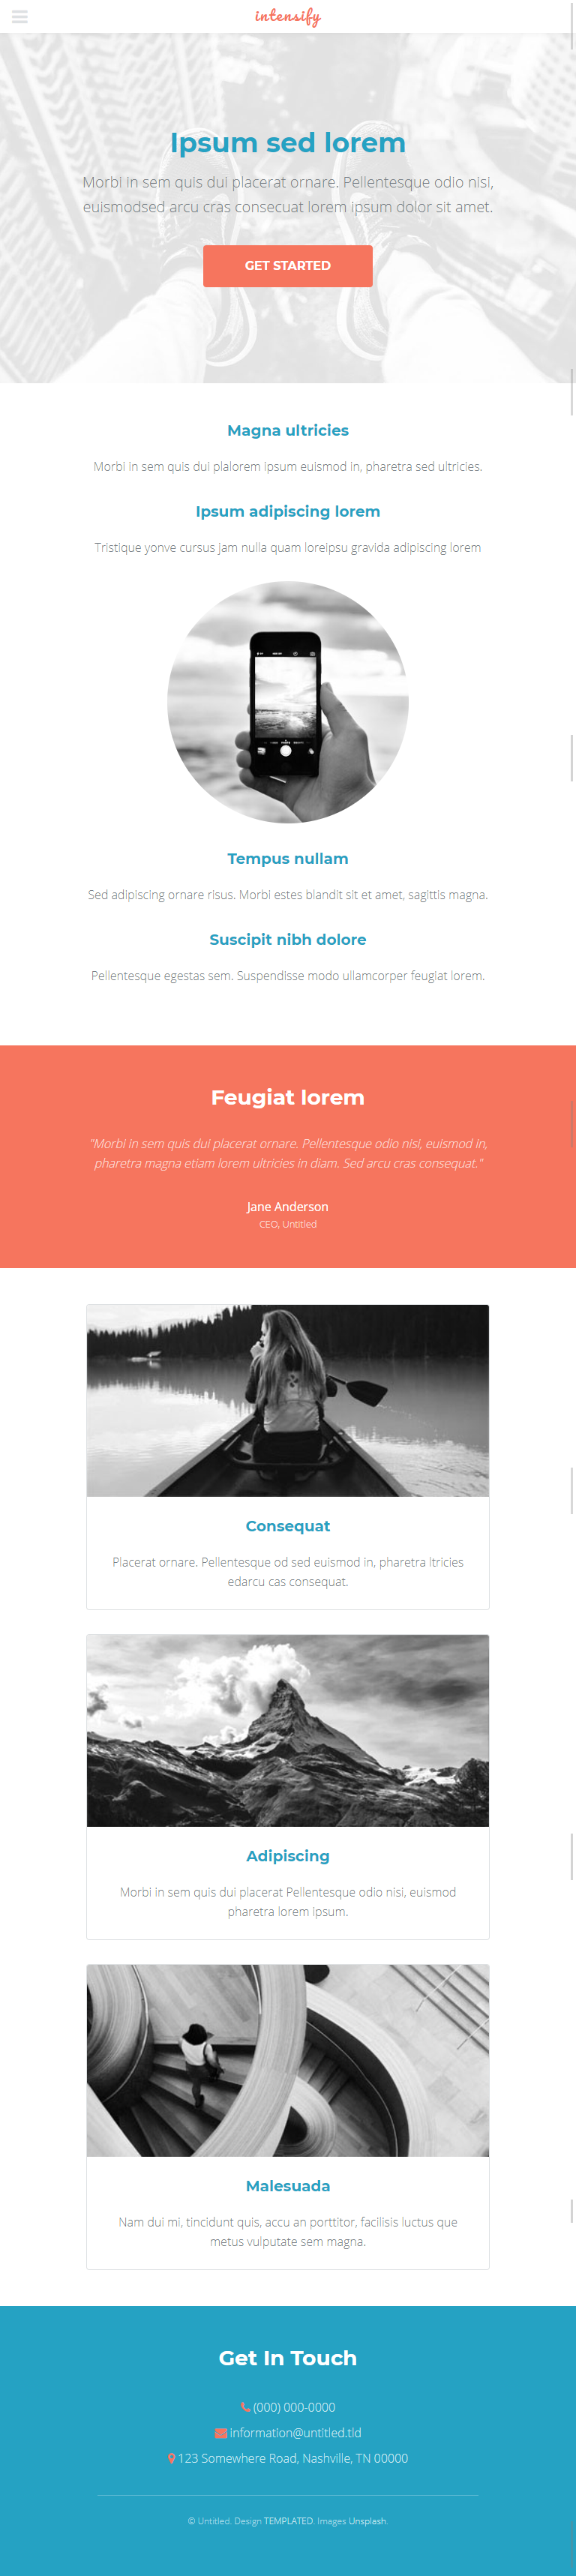 intensify
Ipsum sed lorem
Morbi in sem quis dui placerat ornare. Pellentesque odio nisi,
euismodsed arcu cras consecuat lorem ipsum dolor sit amet.
GET STARTED
Magna ultricies
Morbi in sem quis dui plalorem ipsum euismod in, pharetra sed ultricies.
Ipsum adipiscing lorem
Tristique yonve cursus jam nulla quam loreipsu gravida adipiscing lorem
Tempus nullam
Sed adipiscing ornare risus. Morbi estes blandit sit et amet, sagittis magna.
Suscipit nibh dolore
Pellentesque egestas sem. Suspendisse modo ullamcorper feugiat lorem.
Feugiat lorem
"Morbi in sem quis dui placerat ornare. Pellentesque odio nisi, euismod in,
pharetra magna etiam lorem ultricies in diam. Sed arcu cras consequat."
Jane Anderson
CEO, Untitled
Consequat
Placerat ornare. Pellentesque od sed euismod in, pharetra ltricies
edarcu cas consequat.
Adipiscing
Morbi in sem quis dui placerat Pellentesque odio nisi, euismod
pharetra lorem ipsum.
Malesuada
Nam dui mi, tincidunt quis, accu an porttitor, facilisis luctus que
metus vulputate sem magna.
Get In Touch
(000) 000-0000
information@untitled.tld
123 Somewhere Road, Nashville, TN 00000
© Untitled. Design TEMPLATED. Images Unsplash.